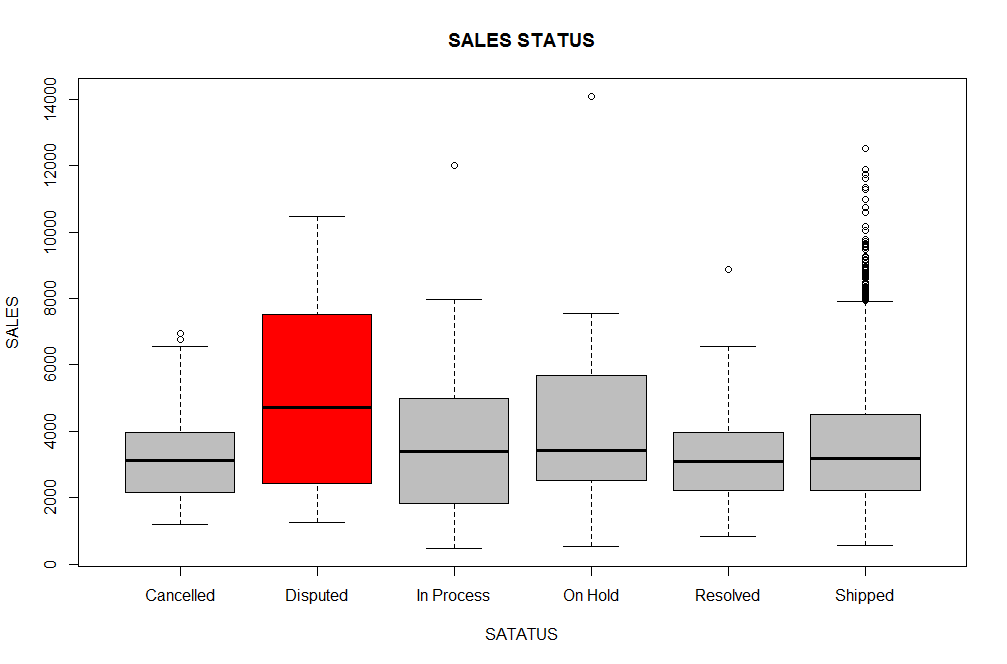 SALES STATUS
14000
12000
10000
8000
6000
4000
2000
0
SALES
Cancelled Disputed In Process On Hold Resolved Shipped
SATATUS